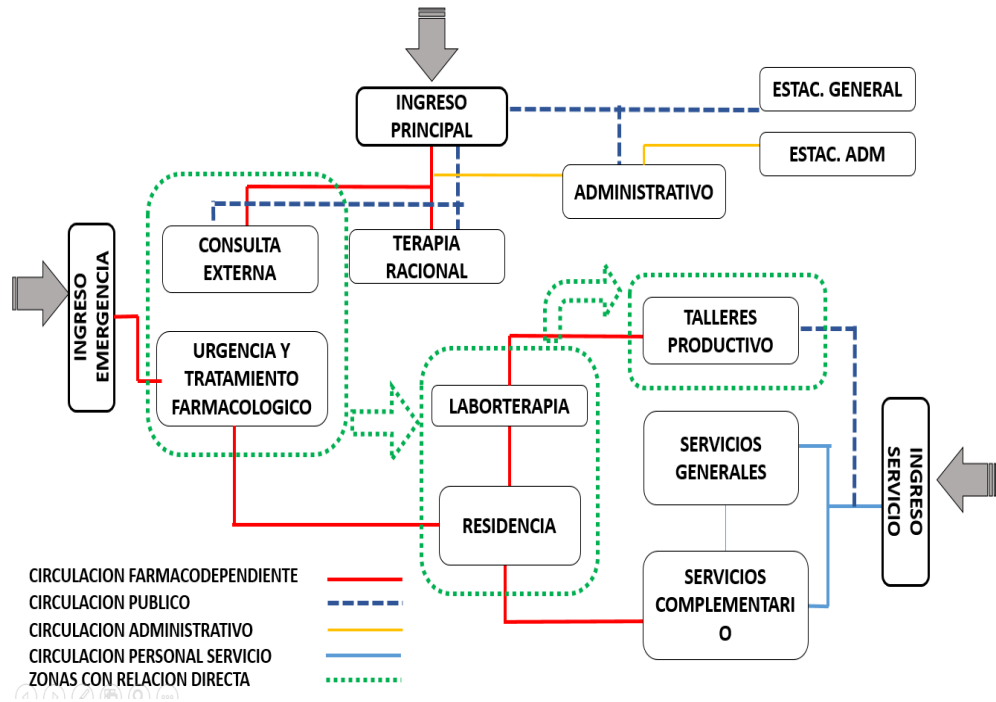 INGRESO
PRINCIPAL
ESTAC. GENERAL
ESTAC. ADM
ADMINISTRATIVO
CONSULTA
EXTERNA
TERAPIA
RACIONAL
INGRESO
EMERGENCIA
URGENCIA Y
TRATAMIENTO
FARMACOLOGICO
TALLERES
PRODUCTIVO
LABORTERAPIA
SERVICIOS
GENERALES
INGRESO
SERVICIO
RESIDENCIA
SERVICIOS
COMPLEMENTARI
O
CIRCULACION FARMACODEPENDIENTE
CIRCULACION PUBLICO
CIRCULACION ADMINISTRATIVO
CIRCULACION PERSONAL SERVICIO
ZONAS CON RELACION DIRECTA